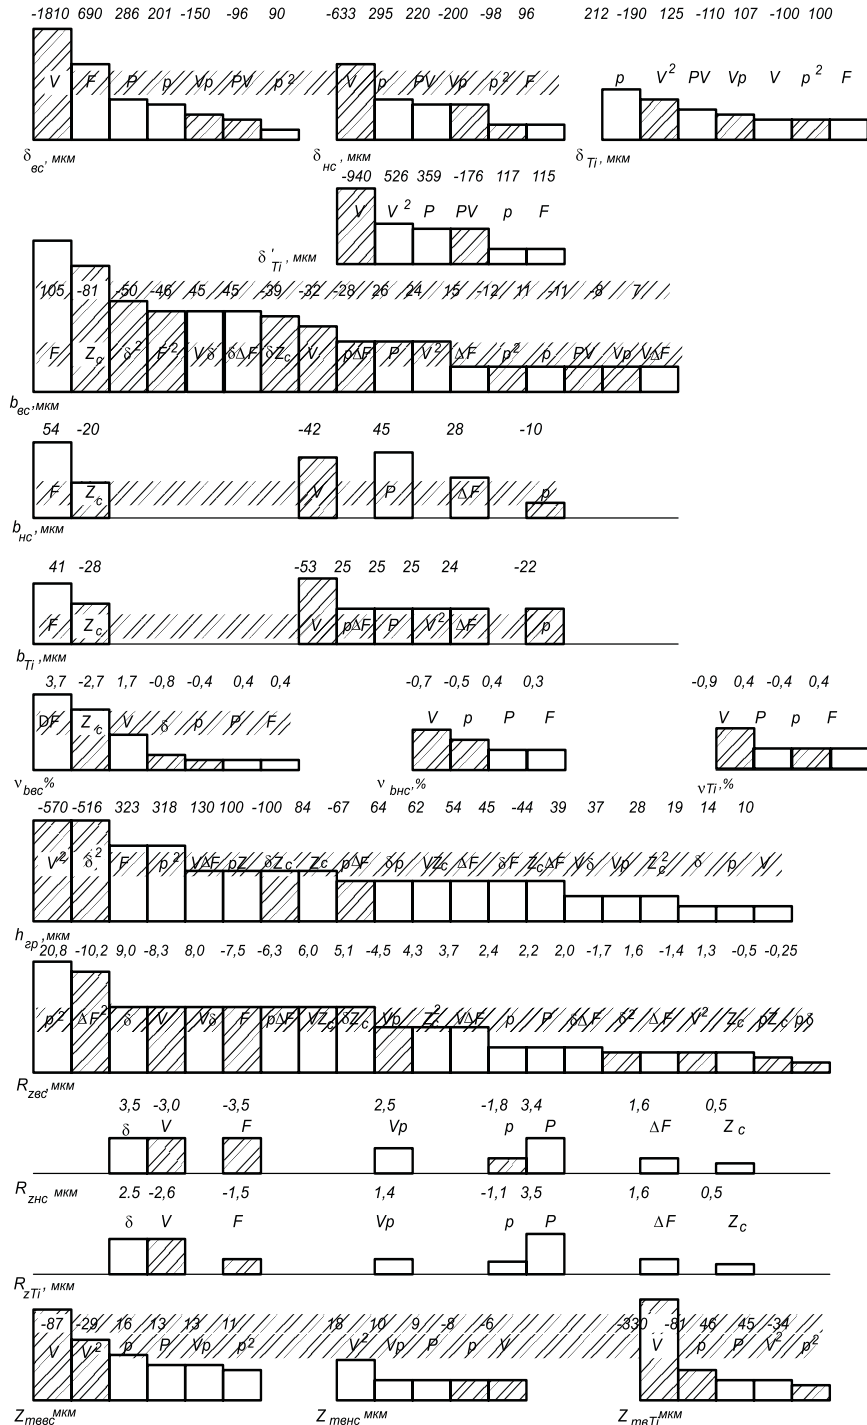 -1810 690 286 201 -150 -96 90 -633 295 220 -200 -98 96 212 -190 125 -110 107 -100 100
V F P p Vp PV p² V p PV Vp p² F p V² PV Vp V p² F
δвс, мкм δнс, мкм δTi, мкм
-940 526 359 -176 117 115
V V² P PV p F
δ'Ti, мкм
105 -81 -50 -46 45 45 -39 -32 -28 26 24 15 -12 11 -11 -8 7
F Zc δ² F² Vδ δΔF δZc V pΔF P V² ΔF p² p PV Vp VΔF
bвс, мкм
54 -20 -42 45 28 -10
F Zc V P ΔF p
bнс, мкм
41 -28 -53 25 25 25 24 -22
F Zc V pΔF P V² ΔF p
bTi, мкм
3,7 -2,7 1,7 -0,8 -0,4 0,4 0,4 -0,7 -0,5 0,4 0,3 -0,9 0,4 -0,4 0,4
DF Zc V δ p P F V p P F V P p F
νbвс% νbнс,% νTi,%
-570 -516 323 318 130 100 -100 84 -67 64 62 54 45 -44 39 37 28 19 14 10
V² δ² F p² VΔF pZ δZc Zc pΔF δp VZc ΔF δF ZcΔF Vδ Vp Zc² δ p V
hгр, мкм
20,8 -10,2 9,0 -8,3 8,0 -7,5 -6,3 6,0 5,1 -4,5 4,3 3,7 2,4 2,2 2,0 -1,7 1,6 -1,4 1,3 -0,5 -0,25
p² ΔF² δ V Vδ F pΔF VZc δZc Vp Zc² VΔF p P δΔF δ² ΔF V² Zc pZc pδ
Rzвс, мкм
3,5 -3,0 -3,5 2,5 -1,8 3,4 1,6 0,5
δ V F Vp p P ΔF Zc
Rzнс мкм
2.5 -2,6 -1,5 1,4 -1,1 3,5 1,6 0,5
δ V F Vp p P ΔF Zc
RzTi, мкм
-87 -29 16 13 13 11 18 10 9 -8 -6 -330 -81 46 45 -34
V V² p P Vp p² V² Vp P p V V p P V² p²
Zтввс мкм Zтвнс мкм ZтвTi мкм